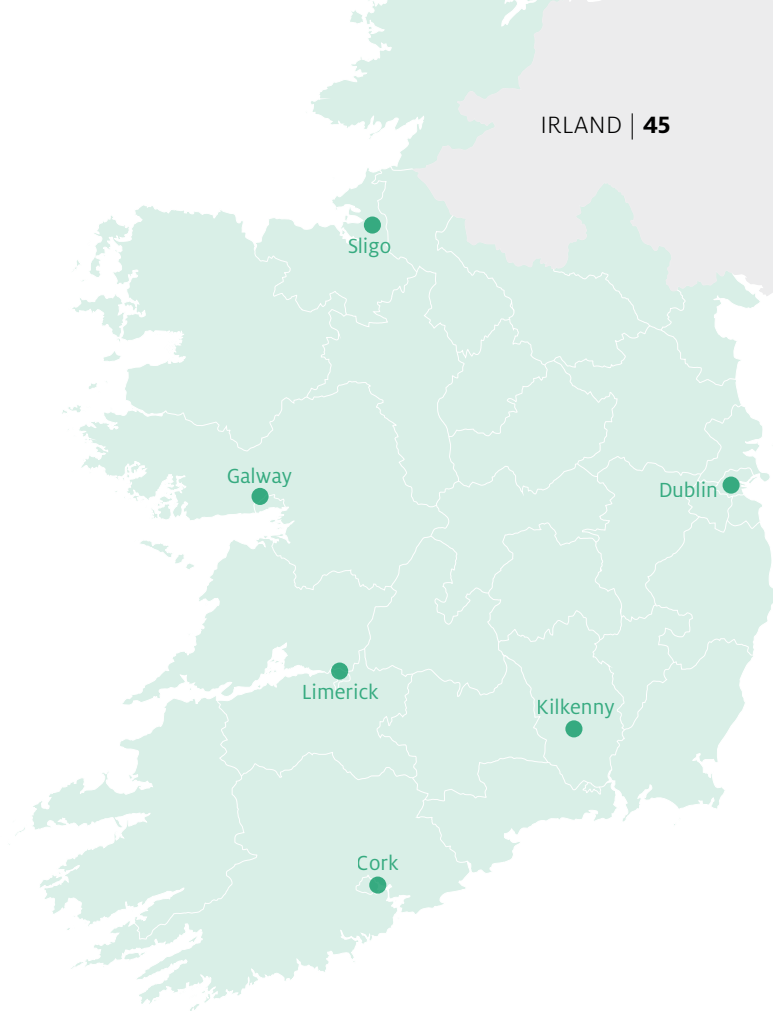 IRLAND | 45
Sligo
Galway
Dublin
Limerick
Kilkenny
Cork